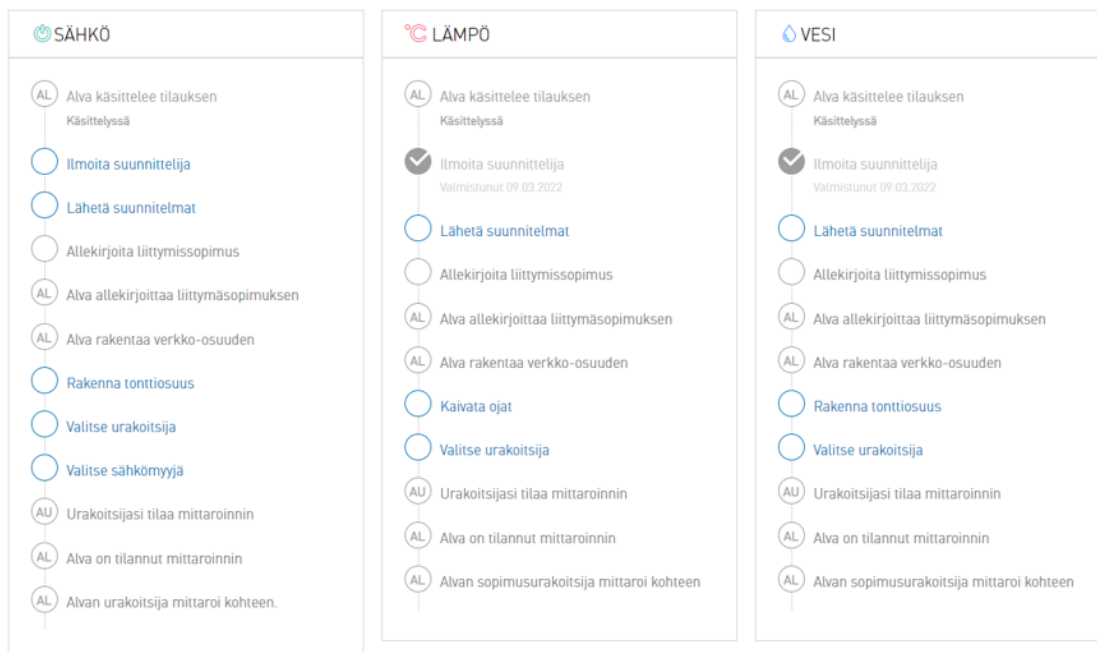 SÄHKÖ
AL Alva käsittelee tilauksen
Käsittelyssä
Ilmoita suunnittelija
Lähetä suunnitelmat
Allekirjoita liittymissopimus
AL Alva allekirjoittaa liittymäsopimuksen
AL Alva rakentaa verkko-osuuden
Rakenna tonttiosuus
Valitse urakoitsija
Valitse sähkömyyjä
AU Urakoitsijasi tilaa mittaroinnin
AL Alva on tilannut mittaroinnin
AL Alvan urakoitsija mittaroi kohteen.
°C LÄMPÖ
AL Alva käsittelee tilauksen
Käsittelyssä
Ilmoita suunnittelija
Valmistunut 09.03.2022
Lähetä suunnitelmat
Allekirjoita liittymissopimus
AL Alva allekirjoittaa liittymäsopimuksen
AL Alva rakentaa verkko-osuuden
Kaivata ojat
Valitse urakoitsija
AU Urakoitsijasi tilaa mittaroinnin
AL Alva on tilannut mittaroinnin
AL Alvan sopimusurakoitsija mittaroi kohteen
VESI
AL Alva käsittelee tilauksen
Käsittelyssä
Ilmoita suunnittelija
Valmistunut 09.03.2022
Lähetä suunnitelmat
Allekirjoita liittymissopimus
AL Alva allekirjoittaa liittymäsopimuksen
AL Alva rakentaa verkko-osuuden
Rakenna tonttiosuus
Valitse urakoitsija
AU Urakoitsijasi tilaa mittaroinnin
AL Alva on tilannut mittaroinnin
AL Alvan sopimusurakoitsija mittaroi kohteen